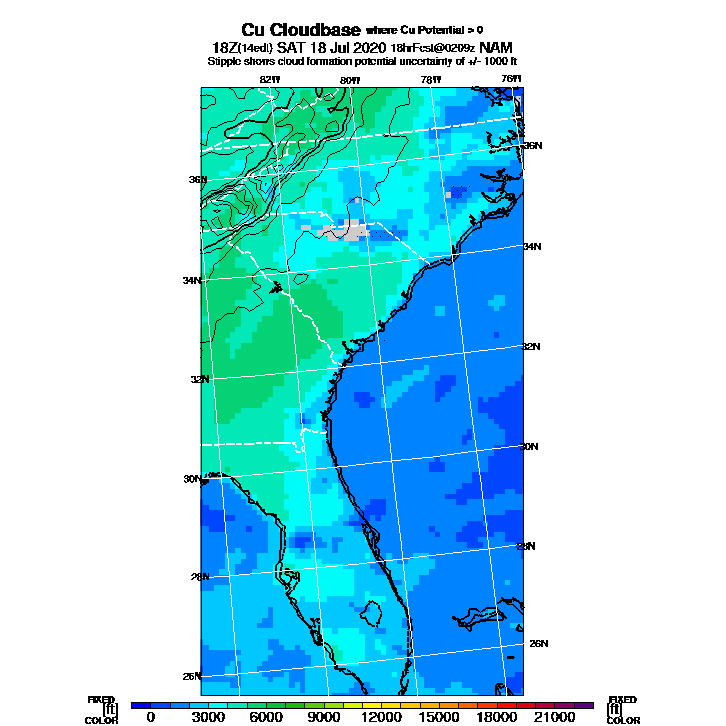 Cu Cloudbase where Cu Potential > 0
18Z(14edt) SAT 18 Jul 2020 18hrFcst@0209z NAM
Stipple shows cloud formation potential uncertainty of +/- 1000 ft
82W 80W 78W 76W
36N
36N
34N
34N
32N
32N
30N
30N
28N
28N
26N
26N
FIXED FIXED
[ft] [ft]
COLOR COLOR
0 3000 6000 9000 12000 15000 18000 21000